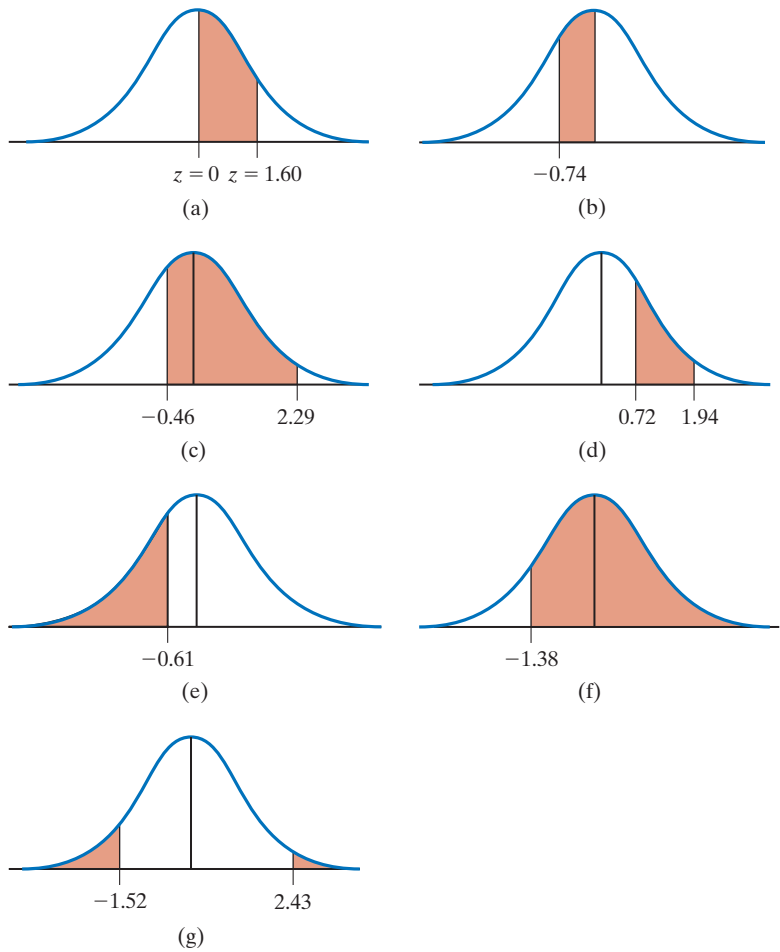 z = 0 z = 1.60
(a)
−0.74
(b)
−0.46 2.29
(c)
0.72 1.94
(d)
−0.61
(e)
−1.38
(f)
−1.52 2.43
(g)